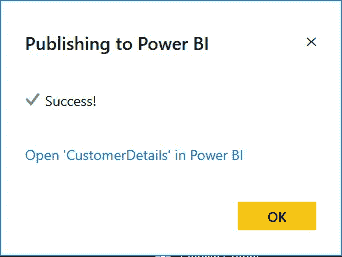 Publishing to Power BI
Success!
Open 'CustomerDetails' in Power BI
OK